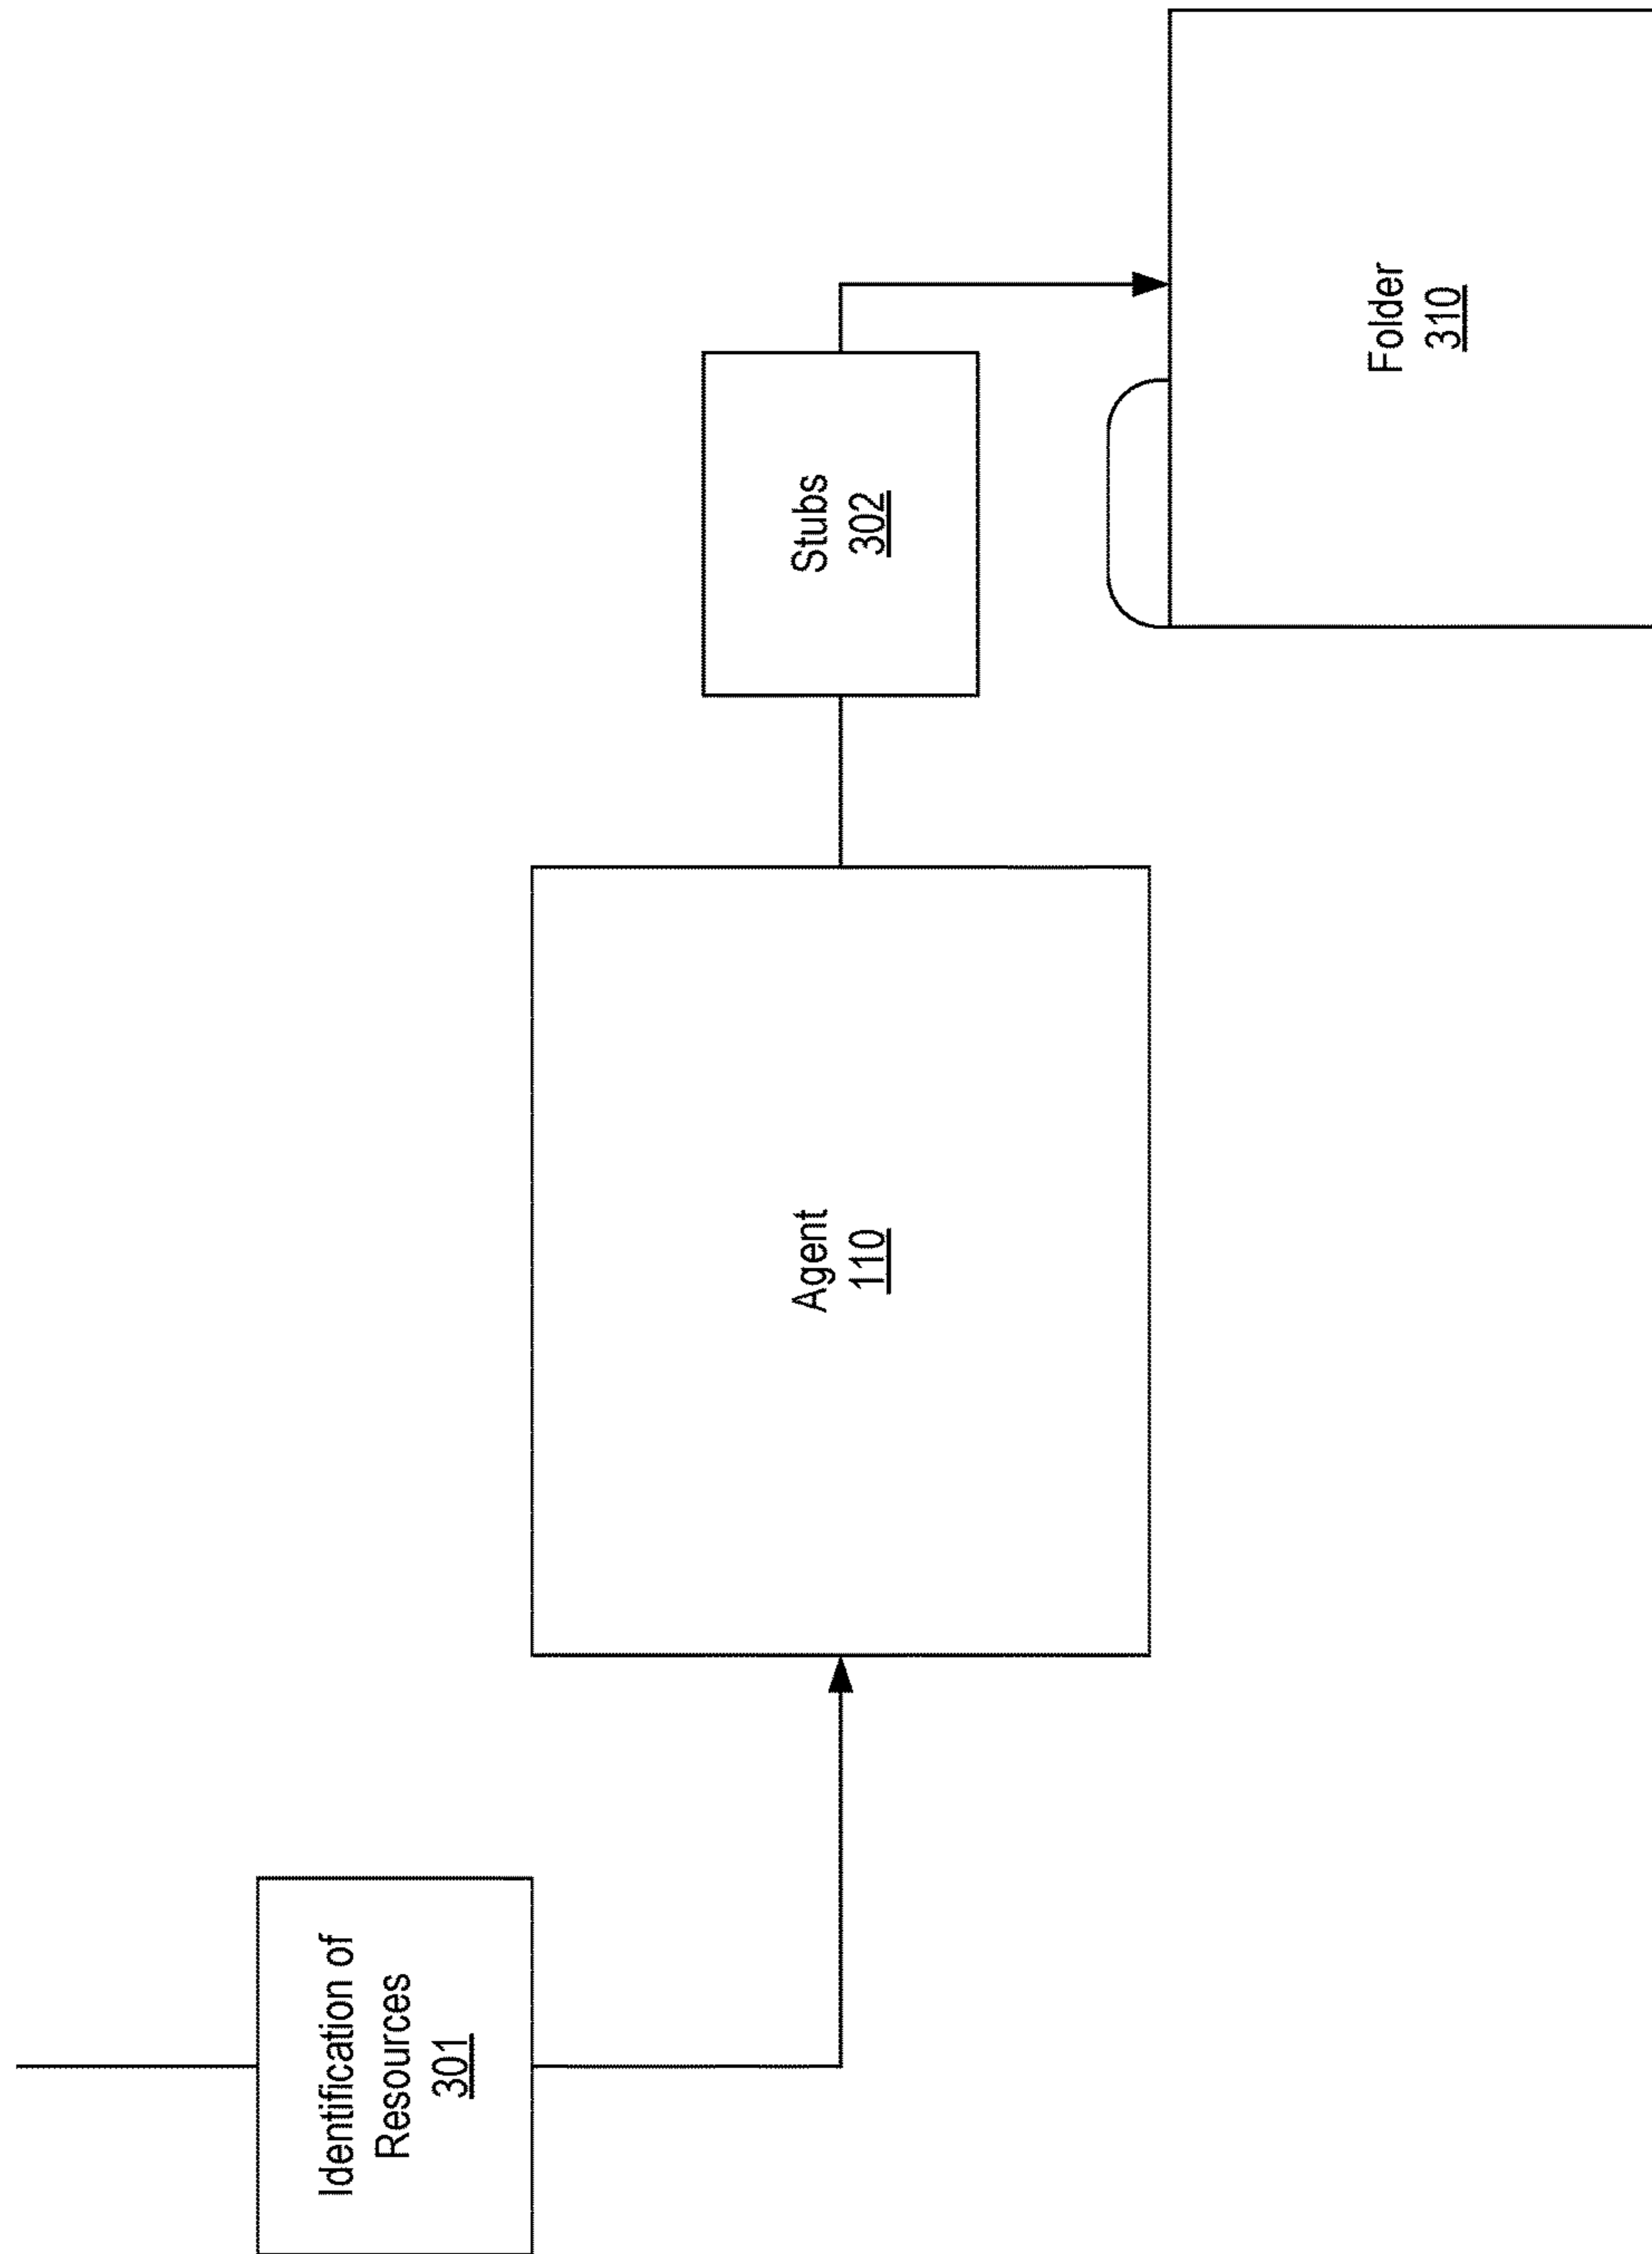 Identification of
Resources
301
Agent
110
Stubs
302
Folder
310